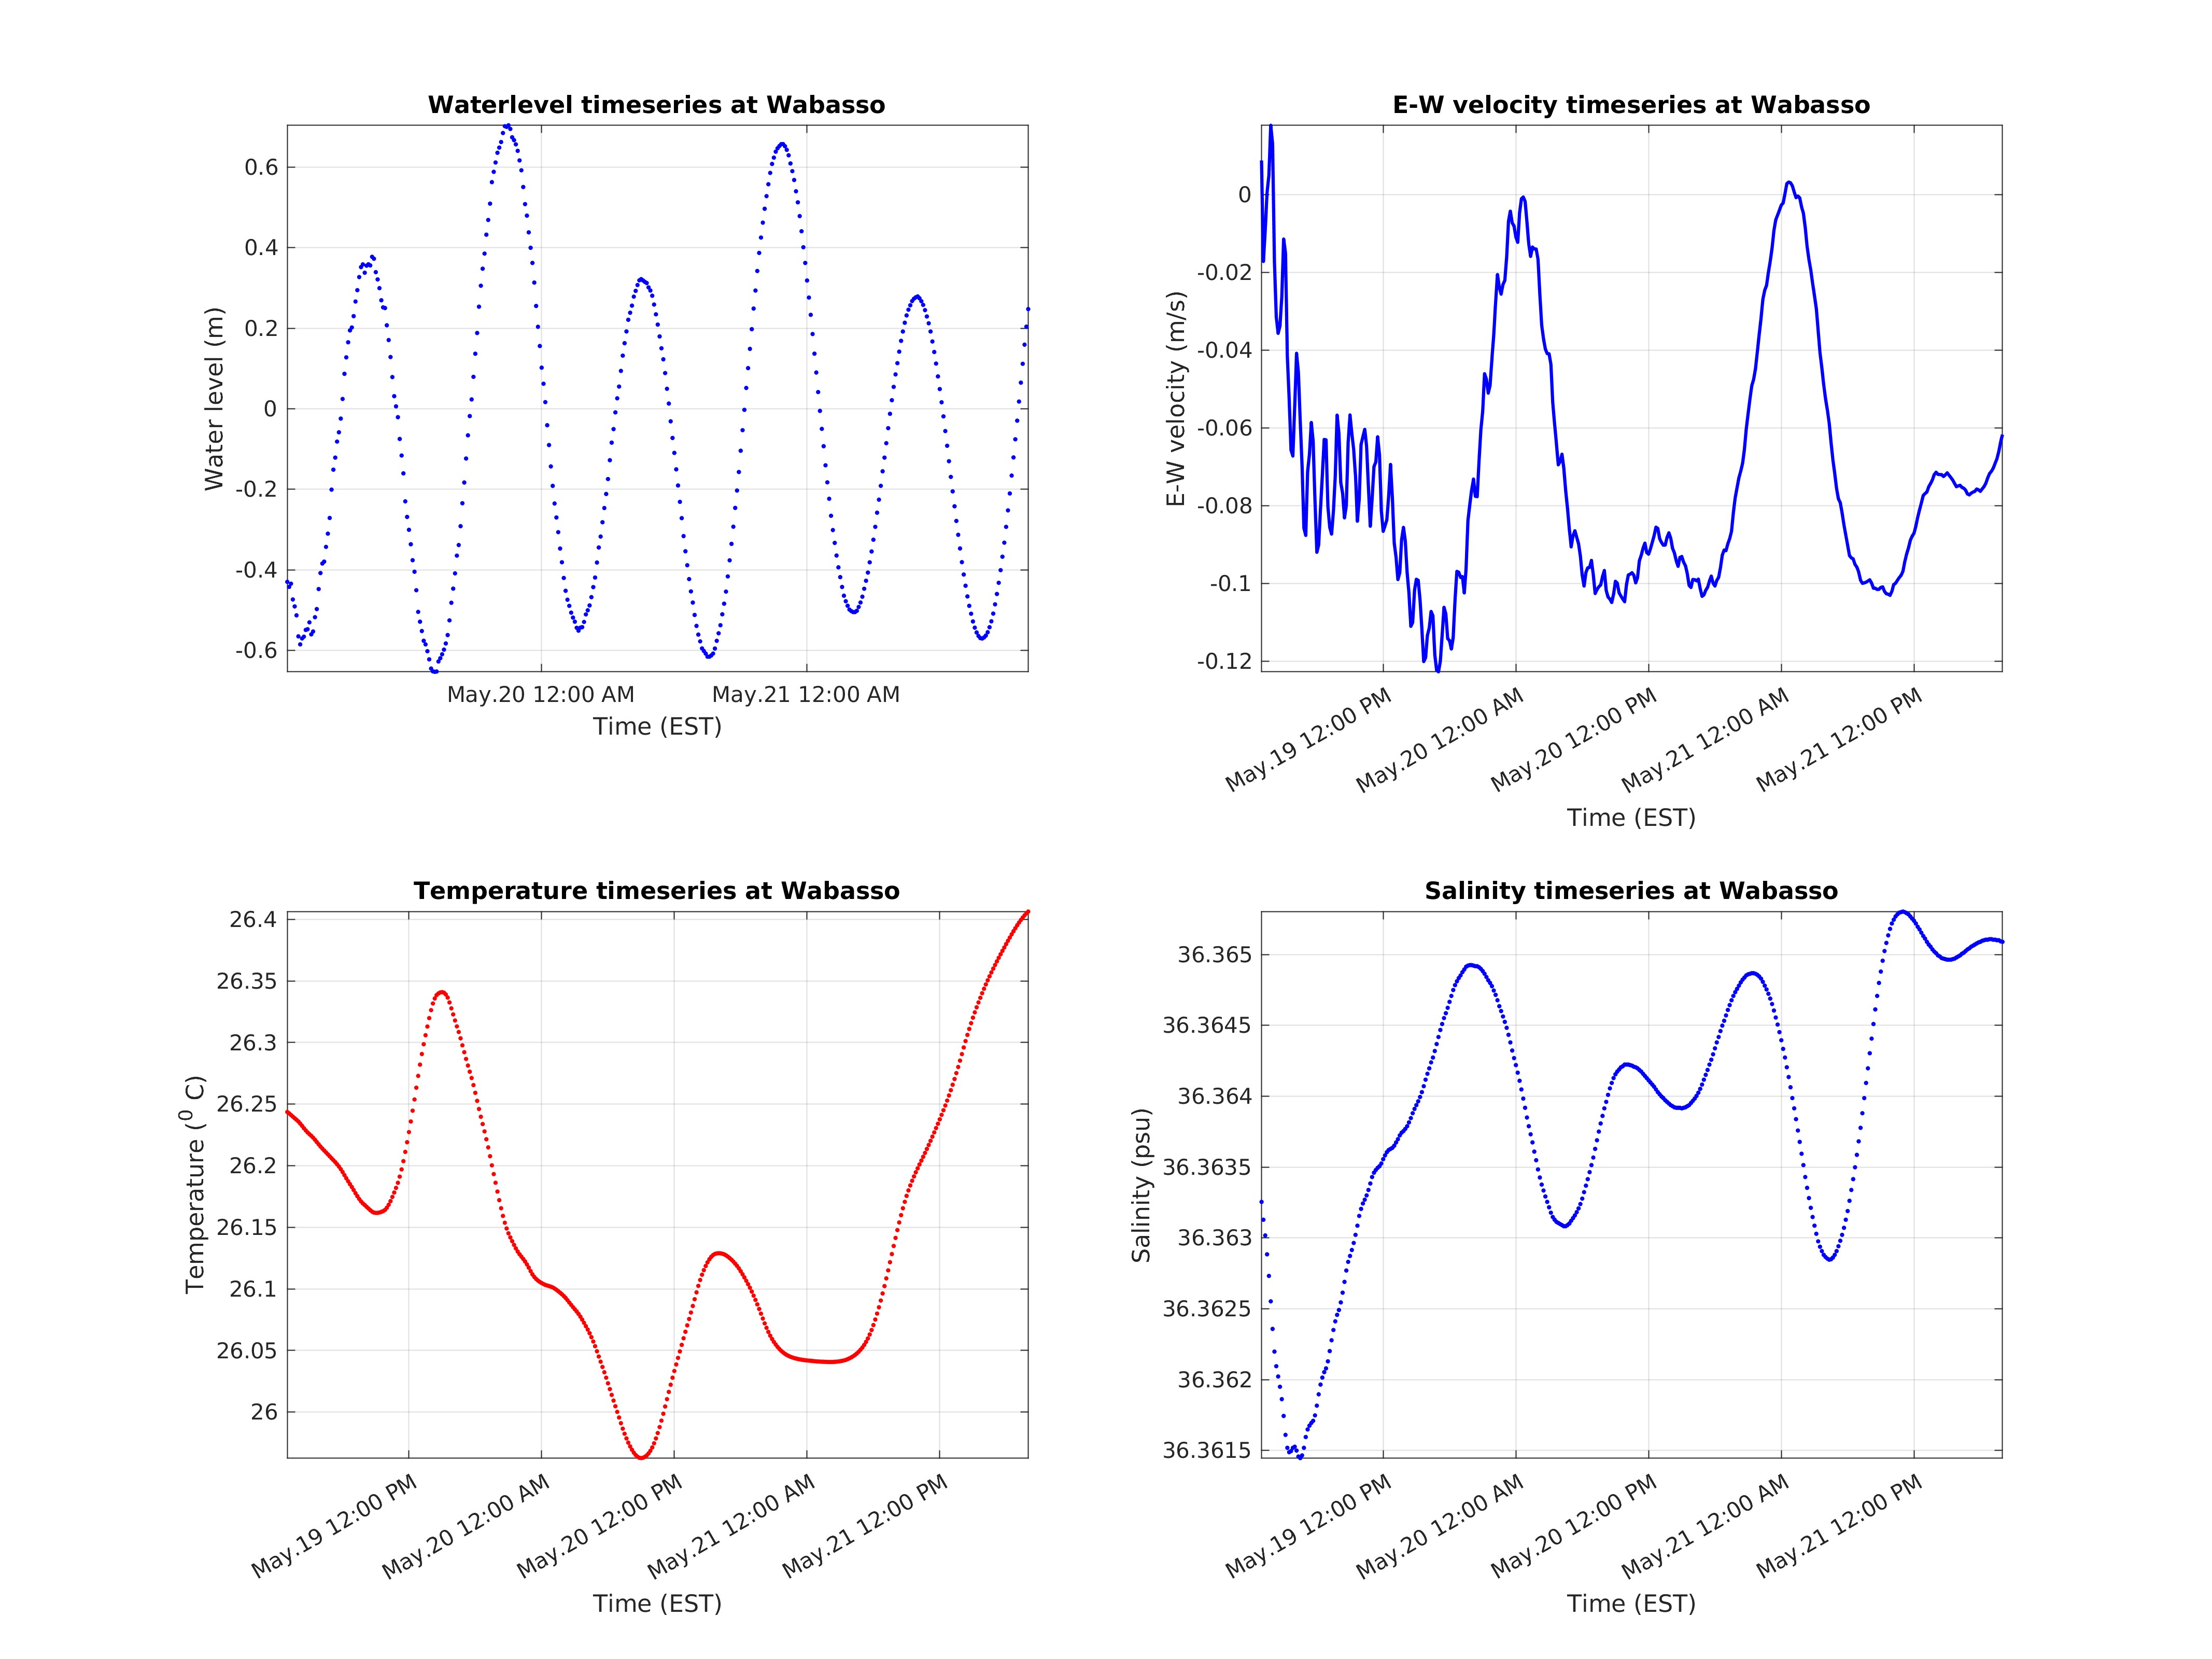 Waterlevel timeseries at Wabasso
0.6
0.4
0.2
0
-0.2
-0.4
-0.6
Water level (m)
May.20 12:00 AM
May.21 12:00 AM
Time (EST)
E-W velocity timeseries at Wabasso
0
-0.02
-0.04
-0.06
-0.08
-0.1
-0.12
E-W velocity (m/s)
May.19 12:00 PM
May.20 12:00 AM
May.20 12:00 PM
May.21 12:00 AM
May.21 12:00 PM
Time (EST)
Temperature timeseries at Wabasso
26.4
26.35
26.3
26.25
26.2
26.15
26.1
26.05
26
Temperature (⁰ C)
May.19 12:00 PM
May.20 12:00 AM
May.20 12:00 PM
May.21 12:00 AM
May.21 12:00 PM
Time (EST)
Salinity timeseries at Wabasso
36.365
36.3645
36.364
36.3635
36.363
36.3625
36.362
36.3615
Salinity (psu)
May.19 12:00 PM
May.20 12:00 AM
May.20 12:00 PM
May.21 12:00 AM
May.21 12:00 PM
Time (EST)